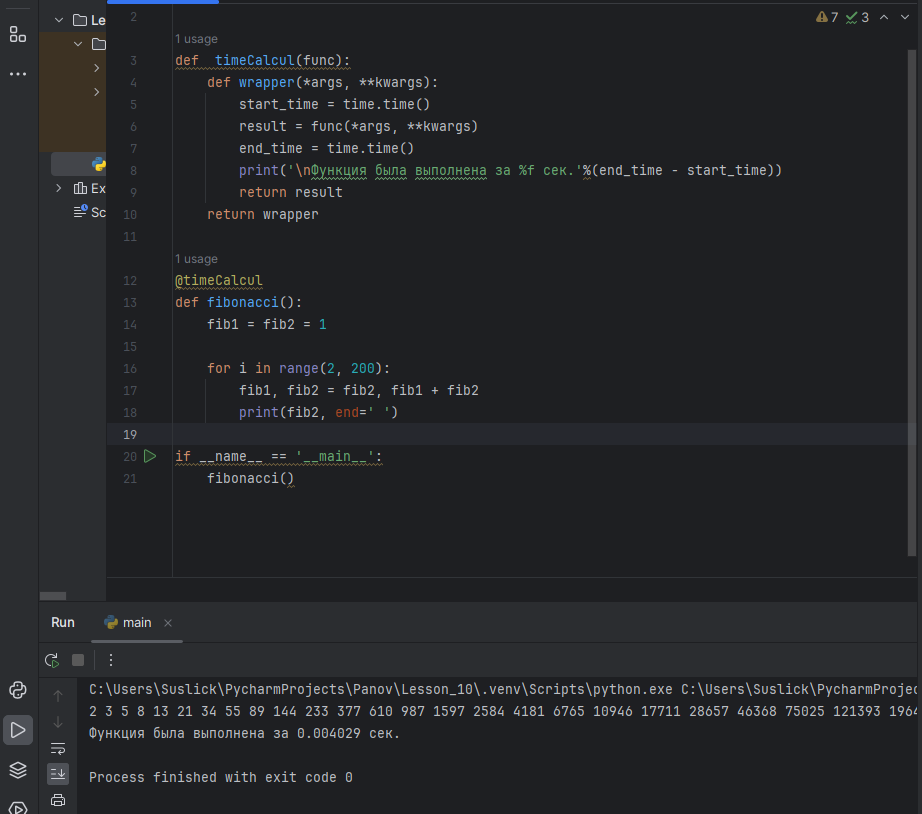 Le
Ex
Sc
7 3
2
1 usage
3 def  timeCalcul(func):
4     def wrapper(*args, **kwargs):
5         start_time = time.time()
6         result = func(*args, **kwargs)
7         end_time = time.time()
8         print('\nФункция была выполнена за %f сек.'%(end_time - start_time))
9         return result
10     return wrapper
11
1 usage
12 @timeCalcul
13 def fibonacci():
14     fib1 = fib2 = 1
15
16     for i in range(2, 200):
17         fib1, fib2 = fib2, fib1 + fib2
18         print(fib2, end=' ')
19
20 if __name__ == '__main__':
21     fibonacci()
Run main
C:\Users\Suslick\PycharmProjects\Panov\Lesson_10\.venv\Scripts\python.exe C:\Users\Suslick\PycharmProjec
2 3 5 8 13 21 34 55 89 144 233 377 610 987 1597 2584 4181 6765 10946 17711 28657 46368 75025 121393 1964
Функция была выполнена за 0.004029 сек.
Process finished with exit code 0